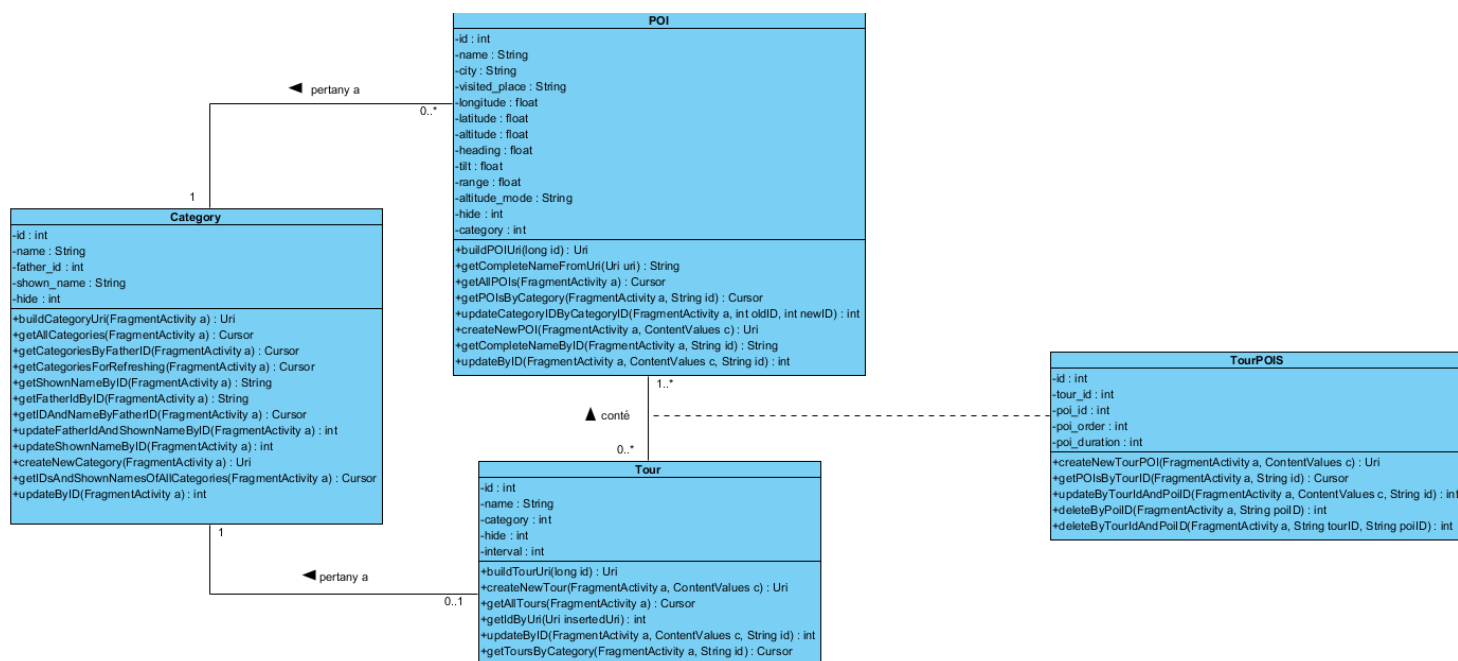 POI
-id : int
-name : String
-city : String
-visited_place : String
-longitude : float
-latitude : float
-altitude : float
-heading : float
-tilt : float
-range : float
-altitude_mode : String
-hide : int
-category : int
+buildPOIUri(long id) : Uri
+getCompleteNameFromUri(Uri uri) : String
+getAllPOIs(FragmentActivity a) : Cursor
+getPOIsByCategory(FragmentActivity a, String id) : Cursor
+updateCategoryIDByCategoryID(FragmentActivity a, int oldID, int newID) : int
+createNewPOI(FragmentActivity a, ContentValues c) : Uri
+getCompleteNameByID(FragmentActivity a, String id) : String
+updateByID(FragmentActivity a, ContentValues c, String id) : int
◄ pertany a
0..*
1
Category
-id : int
-name : String
-father_id : int
-shown_name : String
-hide : int
+buildCategoryUri(FragmentActivity a) : Uri
+getAllCategories(FragmentActivity a) : Cursor
+getCategoriesByFatherID(FragmentActivity a) : Cursor
+getCategoriesForRefreshing(FragmentActivity a) : Cursor
+getShownNameByID(FragmentActivity a) : String
+getFatherIdByID(FragmentActivity a) : String
+getIDAndNameByFatherID(FragmentActivity a) : Cursor
+updateFatherIdAndShownNameByID(FragmentActivity a) : int
+updateShownNameByID(FragmentActivity a) : int
+createNewCategory(FragmentActivity a) : Uri
+getIDsAndShownNamesOfAllCategories(FragmentActivity a) : Cursor
+updateByID(FragmentActivity a) : int
1
◄ pertany a
0..1
1..*
▲ conté
0..*
Tour
-id : int
-name : String
-category : int
-hide : int
-interval : int
+buildTourUri(long id) : Uri
+createNewTour(FragmentActivity a, ContentValues c) : Uri
+getAllTours(FragmentActivity a) : Cursor
+getIdByUri(Uri insertedUri) : int
+updateByID(FragmentActivity a, ContentValues c, String id) : int
+getToursByCategory(FragmentActivity a, String id) : Cursor
TourPOIS
-id : int
-tour_id : int
-poi_id : int
-poi_order : int
-poi_duration : int
+createNewTourPOI(FragmentActivity a, ContentValues c) : Uri
+getPOIsByTourID(FragmentActivity a, String id) : Cursor
+updateByTourIdAndPoiID(FragmentActivity a, ContentValues c, String id) : int
+deleteByPoiID(FragmentActivity a, String poiID) : int
+deleteByTourIdAndPoiID(FragmentActivity a, String tourID, String poiID) : int